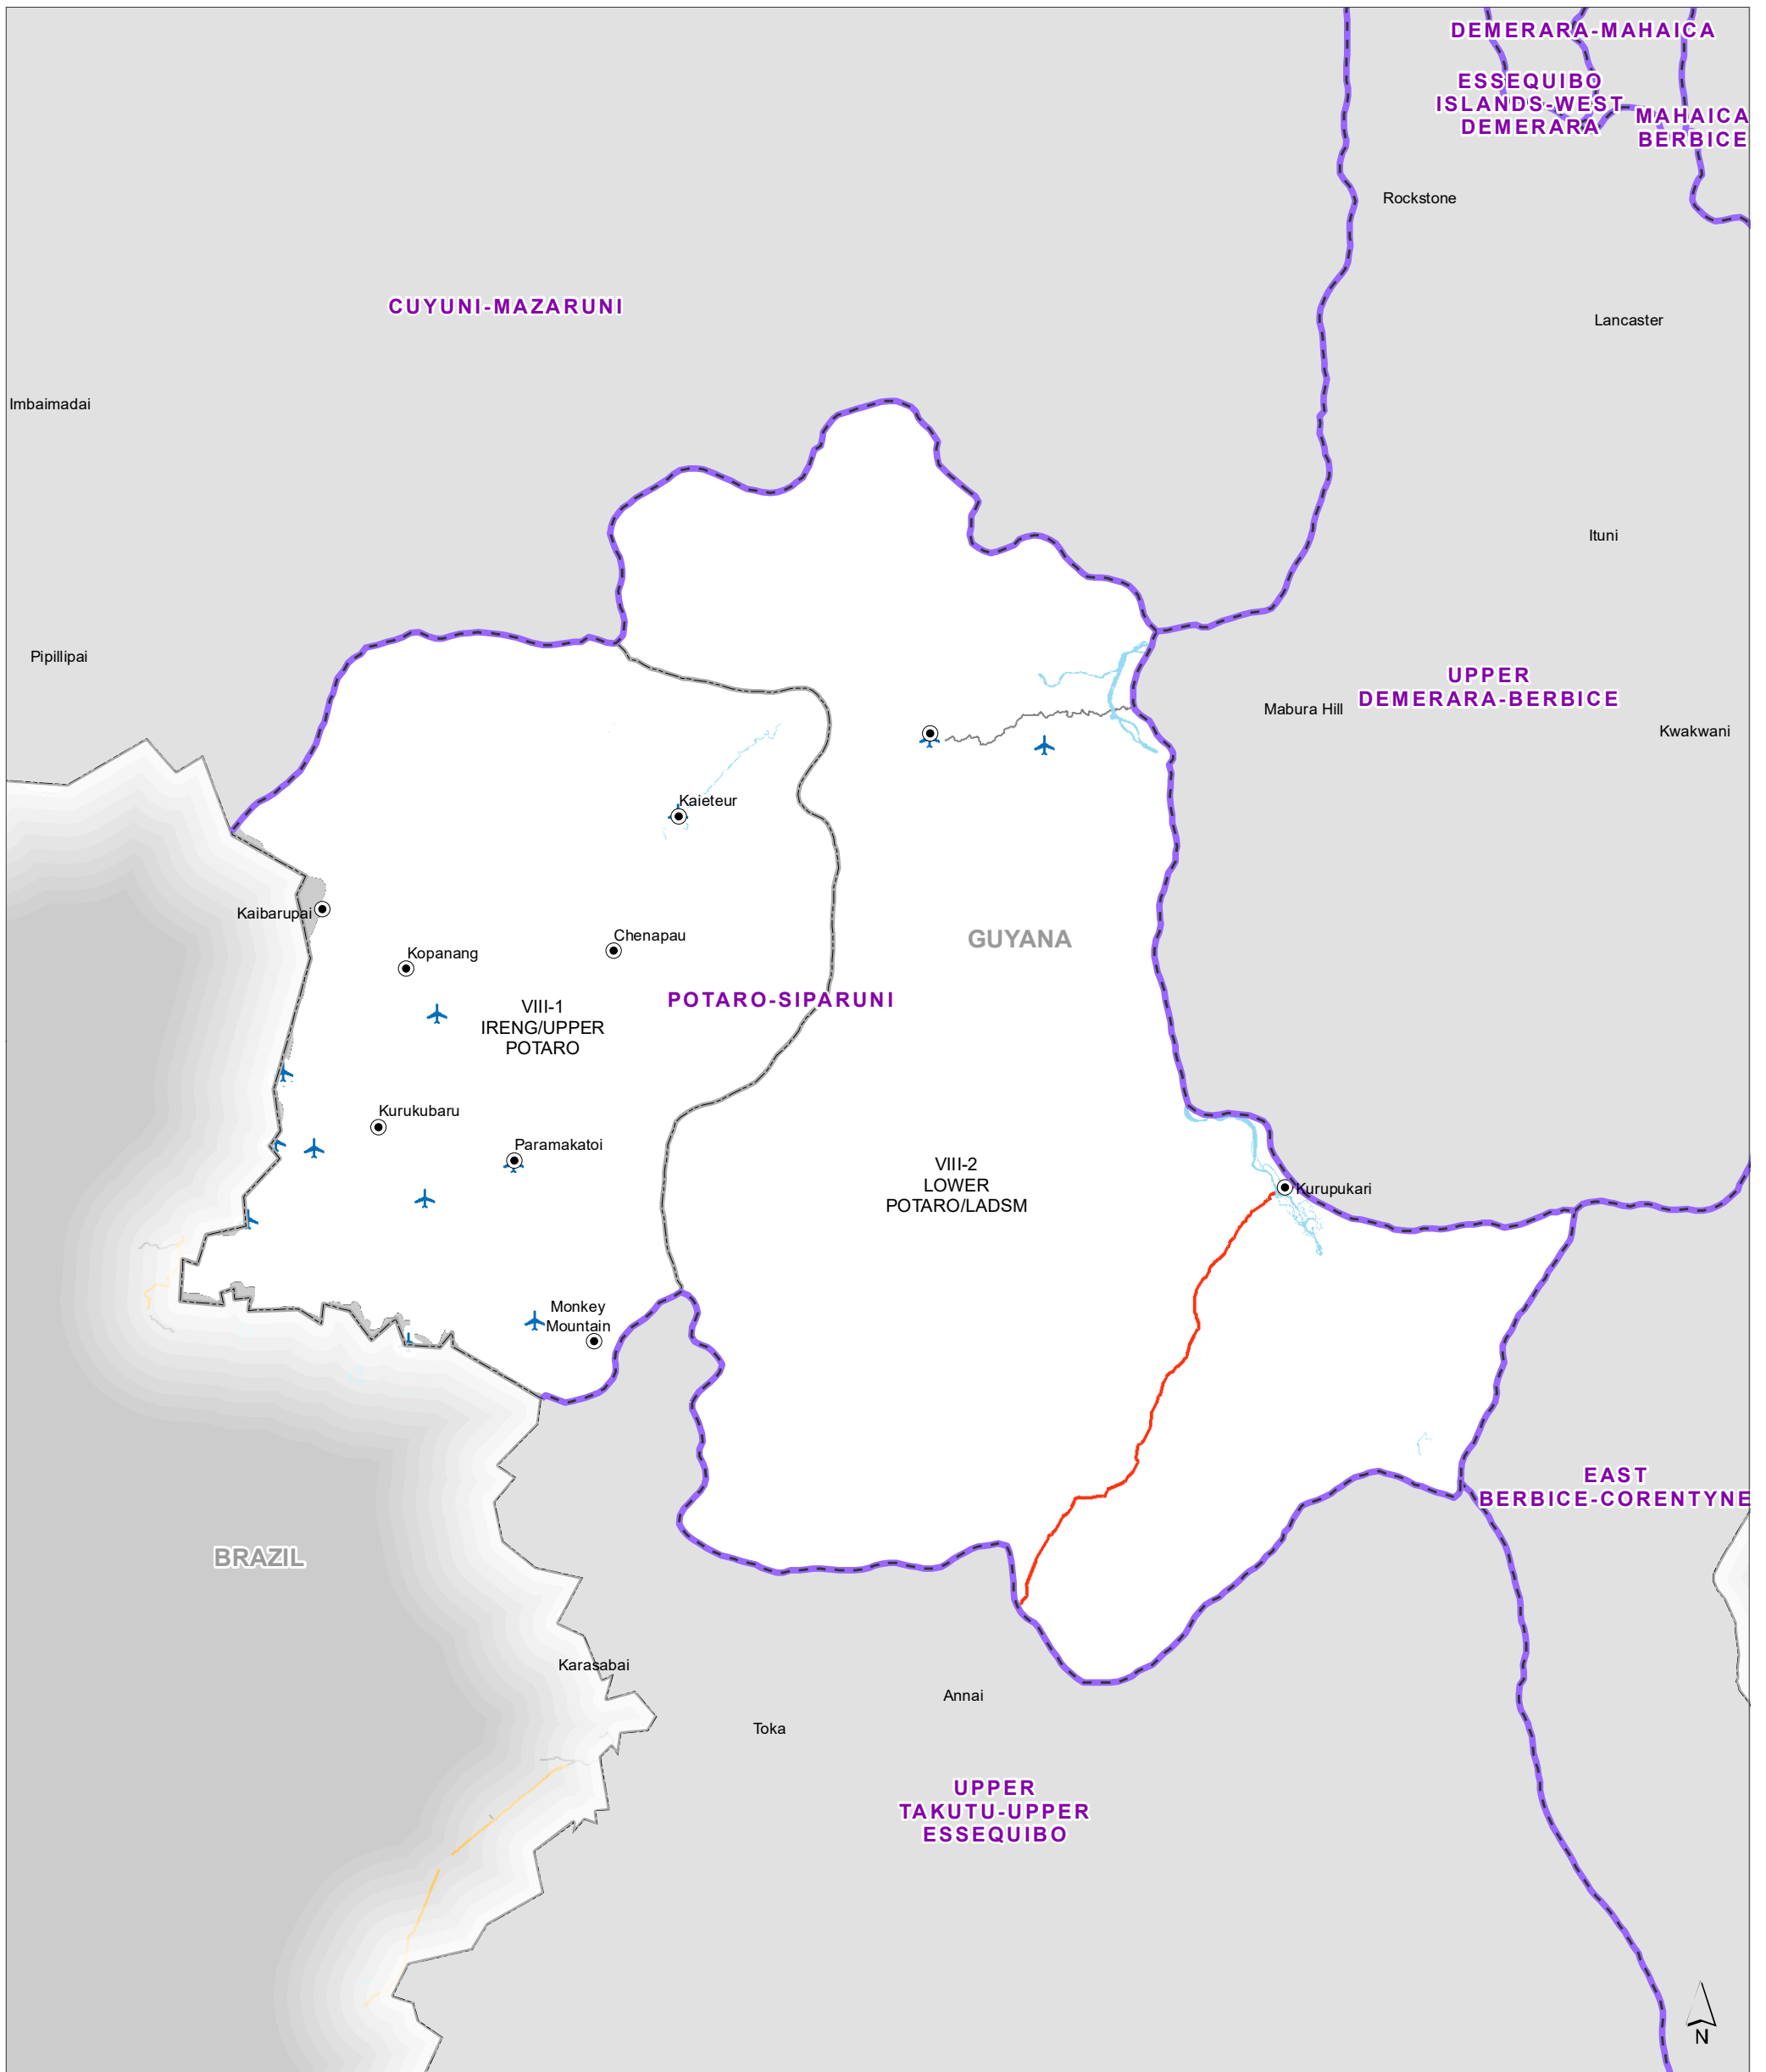 DEMERARA-MAHAICA
ESSEQUIBO
ISLANDS-WEST
DEMERARA
MAHAICA
BERBICE
Rockstone
CUYUNI-MAZARUNI
Lancaster
Imbaimadai
Ituni
Pipillipai
UPPER
DEMERARA-BERBICE
Mabura Hill
Kwakwani
Kaieteur
Kaibarupai
Chenapau
GUYANA
Kopanang
POTARO-SIPARUNI
VIII-1
IRENG/UPPER
POTARO
Kurukubaru
Paramakatoi
VIII-2
LOWER
POTARO/LADSM
Kurupukari
Monkey
Mountain
EAST
BERBICE-CORENTYNE
BRAZIL
Karasabai
Annai
Toka
UPPER
TAKUTU-UPPER
ESSEQUIBO
N